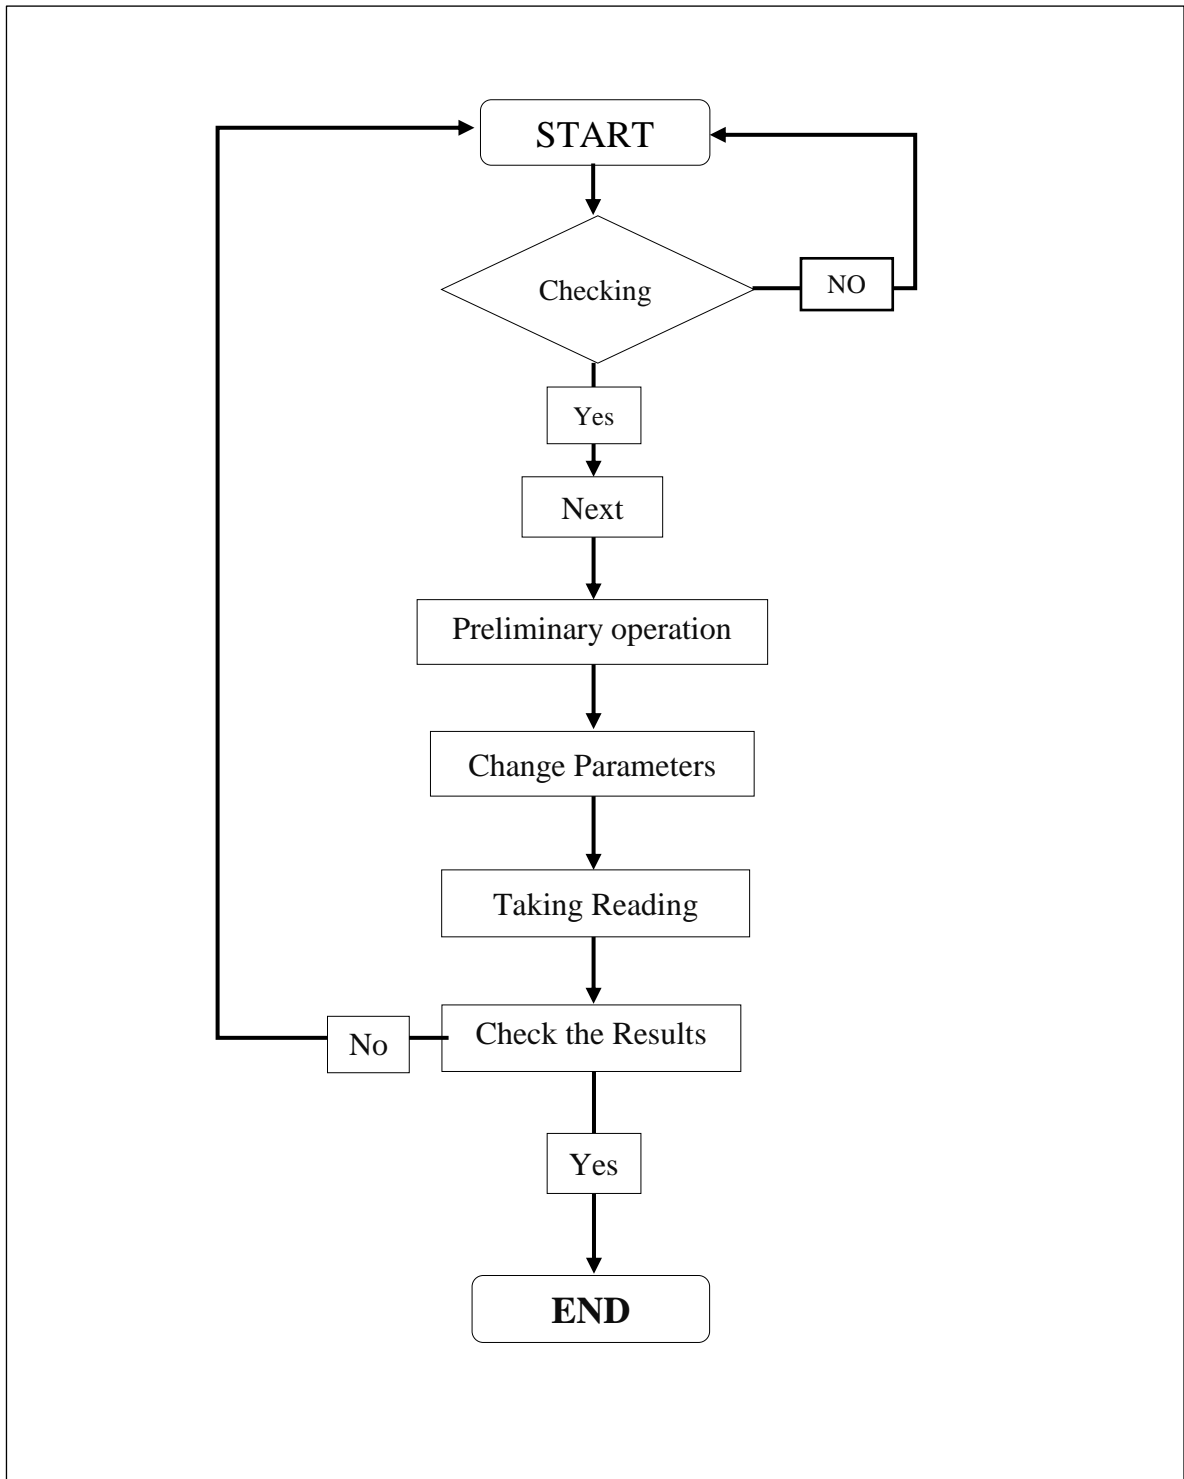 START
Checking
NO
Yes
Next
Preliminary operation
Change Parameters
Taking Reading
Check the Results
No
Yes
END